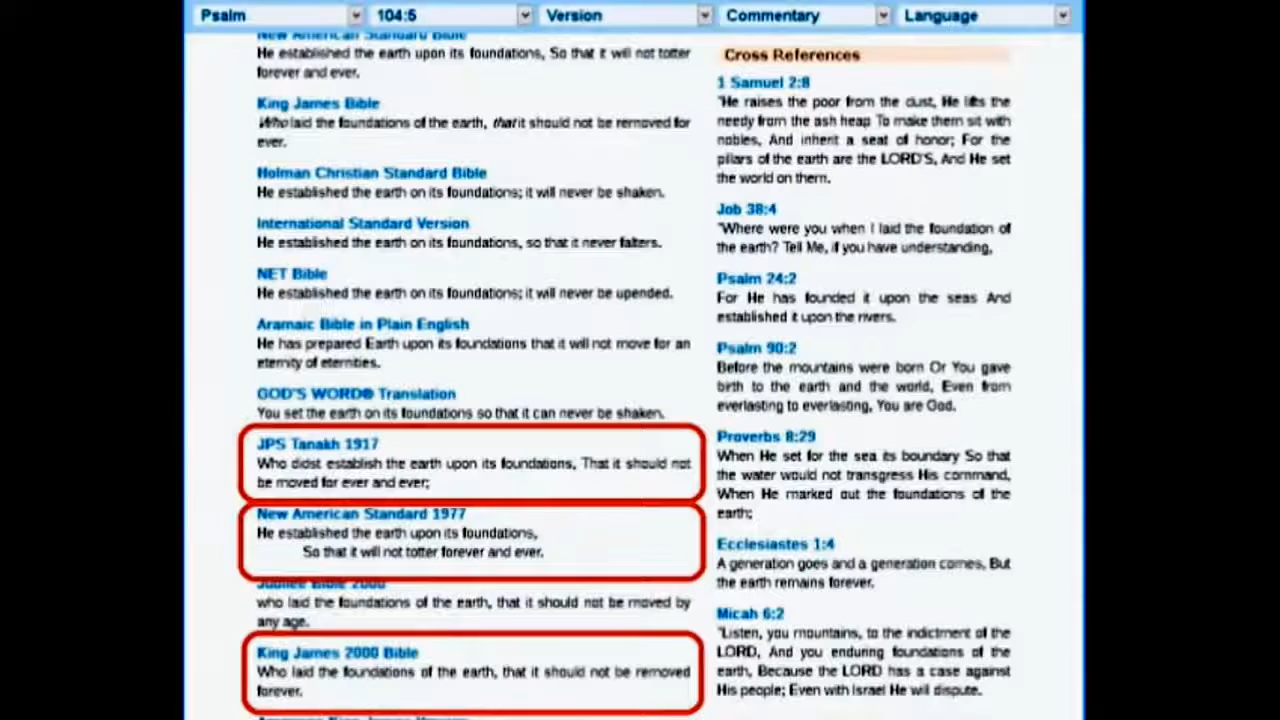 Psalm 104:5 Version Commentary Language
New American Standard Bible
He established the earth upon its foundations, So that it will not totter
forever and ever.
King James Bible
Who laid the foundations of the earth, that it should not be removed for
ever.
Holman Christian Standard Bible
He established the earth on its foundations; it will never be shaken.
International Standard Version
He established the earth on its foundations, so that it never falters.
NET Bible
He established the earth on its foundations; it will never be upended.
Aramaic Bible in Plain English
He has prepared Earth upon its foundations that it will not move for an
eternity of eternities.
GOD'S WORD® Translation
You set the earth on its foundations so that it can never be shaken.
JPS Tanakh 1917
Who didst establish the earth upon its foundations, That it should not
be moved for ever and ever;
New American Standard 1977
He established the earth upon its foundations,
So that it will not totter forever and ever.
Jubilee Bible 2000
who laid the foundations of the earth, that it should not be moved by
any age.
King James 2000 Bible
Who laid the foundations of the earth, that it should not be removed
forever.
Cross References
1 Samuel 2:8
"He raises the poor from the dust, He lifts the
needy from the ash heap To make them sit with
nobles, And inherit a seat of honor; For the
pillars of the earth are the LORD'S, And He set
the world on them.
Job 38:4
"Where were you when I laid the foundation of
the earth? Tell Me, if you have understanding,
Psalm 24:2
For He has founded it upon the seas And
established it upon the rivers.
Psalm 90:2
Before the mountains were born Or You gave
birth to the earth and the world, Even from
everlasting to everlasting, You are God.
Proverbs 8:29
When He set for the sea its boundary So that
the water would not transgress His command,
When He marked out the foundations of the
earth;
Ecclesiastes 1:4
A generation goes and a generation comes, But
the earth remains forever.
Micah 6:2
"Listen, you mountains, to the indictment of the
LORD, And you enduring foundations of the
earth, Because the LORD has a case against
His people; Even with Israel He will dispute.